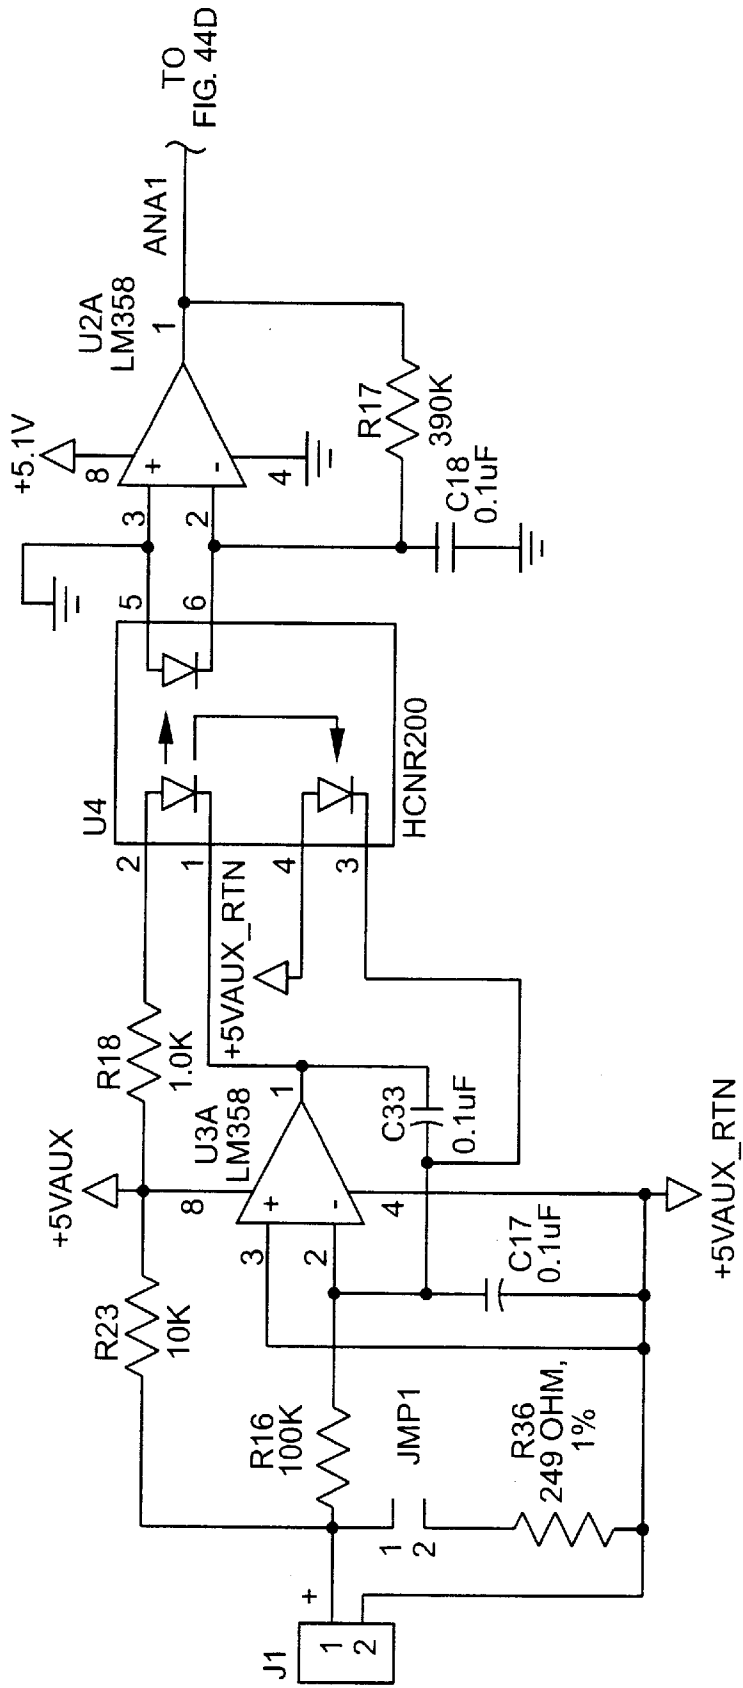 J1
1
2
+
R23
10K
R16
100K
JMP1
1
2
R36
249 OHM,
1%
+5VAUX
R18
1.0K
U3A
LM358
8
3
+
2
-
1
4
C33
0.1uF
C17
0.1uF
+5VAUX_RTN
+5VAUX_RTN
U4
2
1
4
3
5
6
HCNR200
+5.1V
U2A
LM358
8
3
+
2
-
1
4
R17
390K
C18
0.1uF
ANA1
TO
FIG. 44D